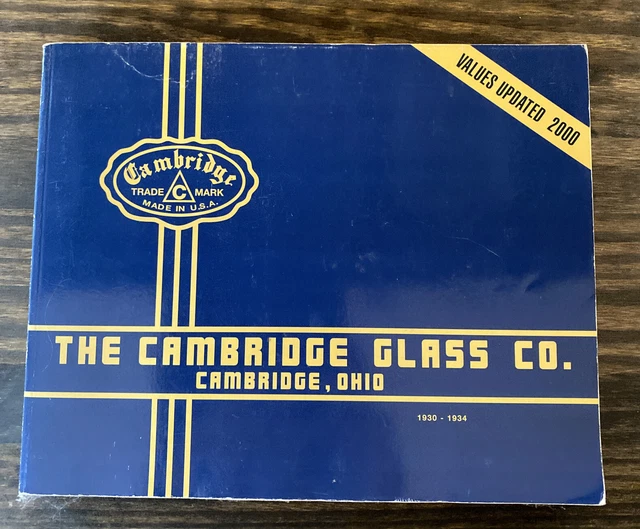 VALUES UPDATED 2000
Cambridge
TRADE C MARK
MADE IN U.S.A.
THE CAMBRIDGE GLASS CO.
CAMBRIDGE, OHIO
1930 - 1934